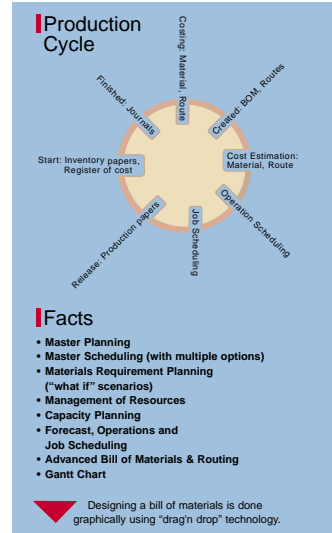 Production
Cycle
Costing: Material, Route
Created: BOM, Routes
Cost Estimation:
Material, Route
Operation Scheduling
Job Scheduling
Release: Production papers
Start: Inventory papers,
Register of cost
Finished: Journals
Facts
• Master Planning
• Master Scheduling (with multiple options)
• Materials Requirement Planning
(“what if” scenarios)
• Management of Resources
• Capacity Planning
• Forecast, Operations and
Job Scheduling
• Advanced Bill of Materials & Routing
• Gantt Chart
Designing a bill of materials is done
graphically using “drag’n drop” technology.